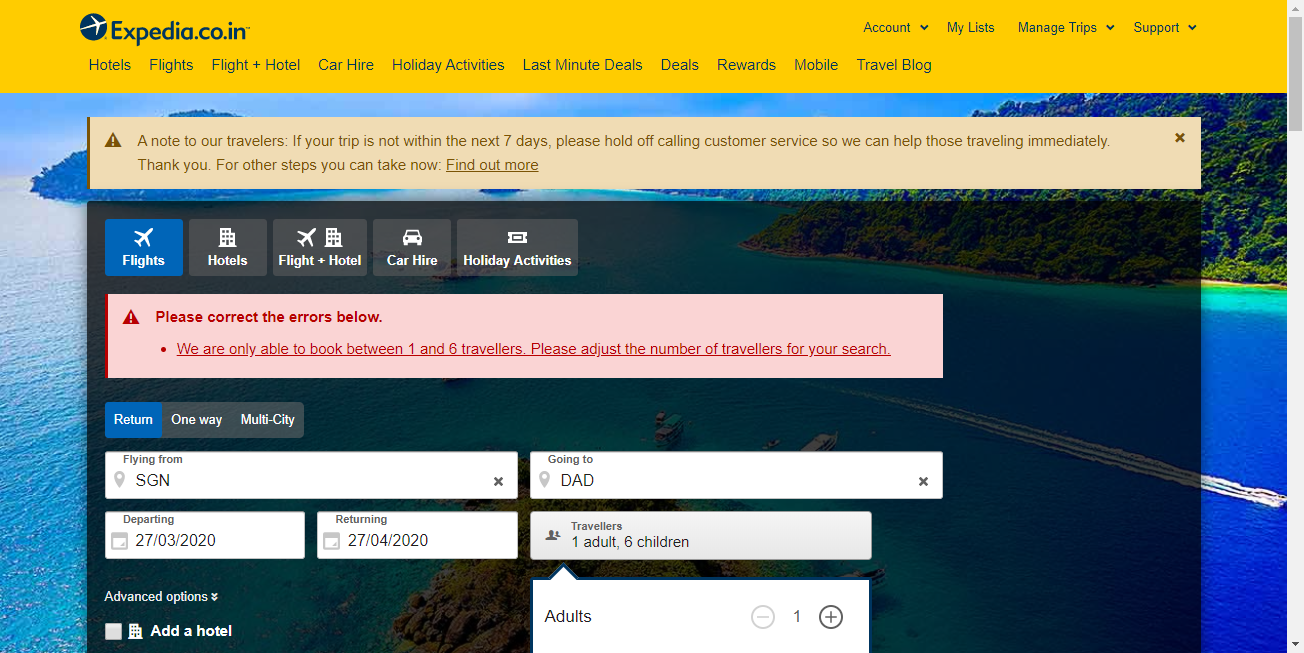 Expedia.co.in™
Account My Lists Manage Trips Support
Hotels Flights Flight + Hotel Car Hire Holiday Activities Last Minute Deals Deals Rewards Mobile Travel Blog
A note to our travelers: If your trip is not within the next 7 days, please hold off calling customer service so we can help those traveling immediately.
Thank you. For other steps you can take now: Find out more
Flights Hotels Flight + Hotel Car Hire Holiday Activities
Please correct the errors below.
• We are only able to book between 1 and 6 travellers. Please adjust the number of travellers for your search.
Return One way Multi-City
Flying from
SGN
Going to
DAD
Departing
27/03/2020
Returning
27/04/2020
Travellers
1 adult, 6 children
Advanced options
Adults 1
Add a hotel